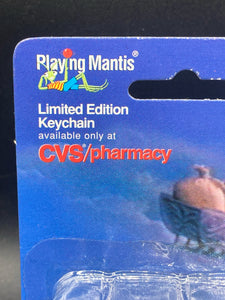 Playing Mantis®
Limited Edition
Keychain
available only at
CVS/pharmacy